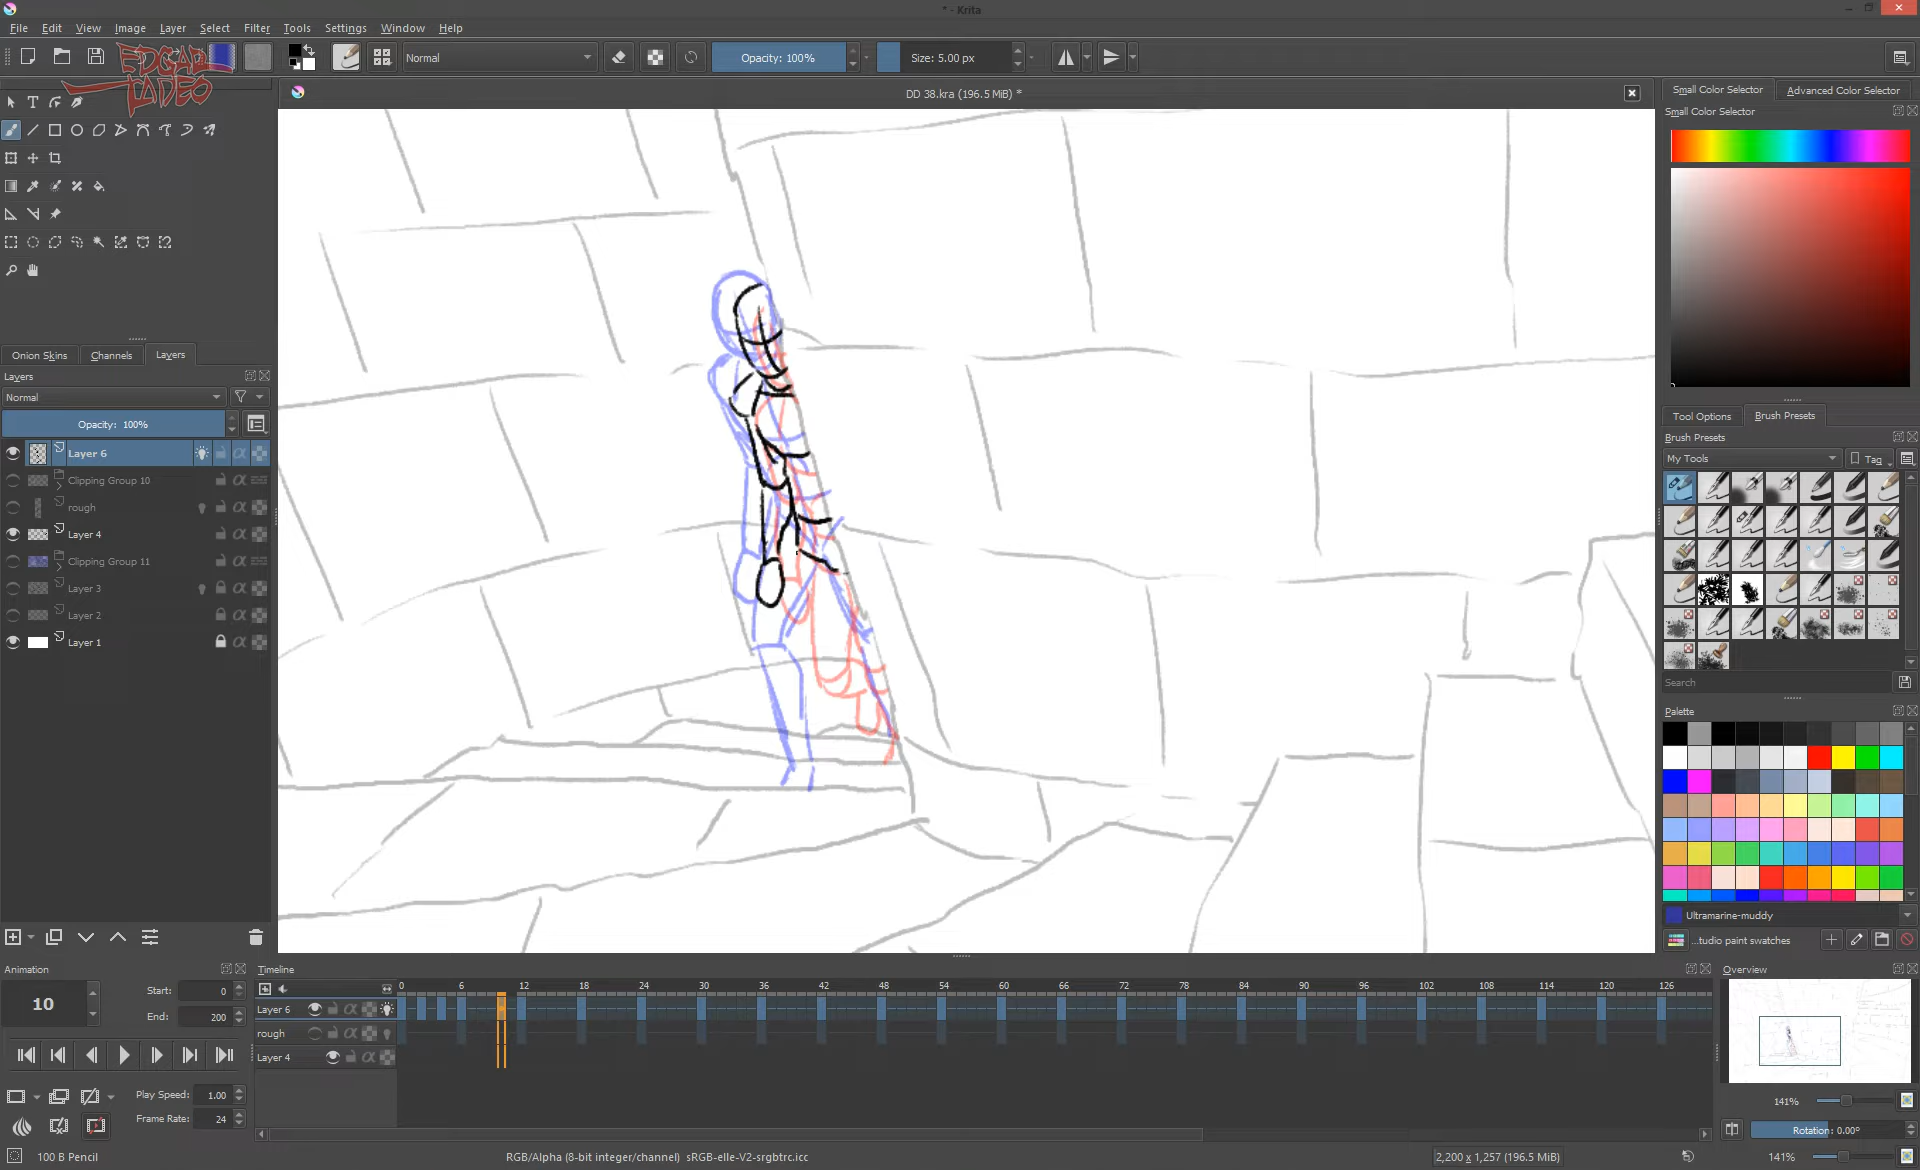 * - Krita
File Edit View Image Layer Select Filter Tools Settings Window Help
EDGAR
TADEO
Normal
Opacity: 100%
Size: 5.00 px
DD 38.kra (196.5 MiB) *
Small Color Selector
Advanced Color Selector
Small Color Selector
Onion Skins
Channels
Layers
Layers
Normal
Opacity: 100%
Layer 6
Clipping Group 10
rough
Layer 4
Clipping Group 11
Layer 3
Layer 2
Layer 1
Tool Options
Brush Presets
Brush Presets
My Tools
Tag
Search
Palette
Ultramarine-muddy
...tudio paint swatches
Animation
10
Start: 0
End: 200
Play Speed: 1.00
Frame Rate: 24
Timeline
0 6 12 18 24 30 36 42 48 54 60 66 72 78 84 90 96 102 108 114 120 126
Layer 6
rough
Layer 4
Overview
141%
Rotation: 0.00°
100 B Pencil
RGB/Alpha (8-bit integer/channel) sRGB-elle-V2-srgbtrc.icc
2,200 x 1,257 (196.5 MiB)
141%